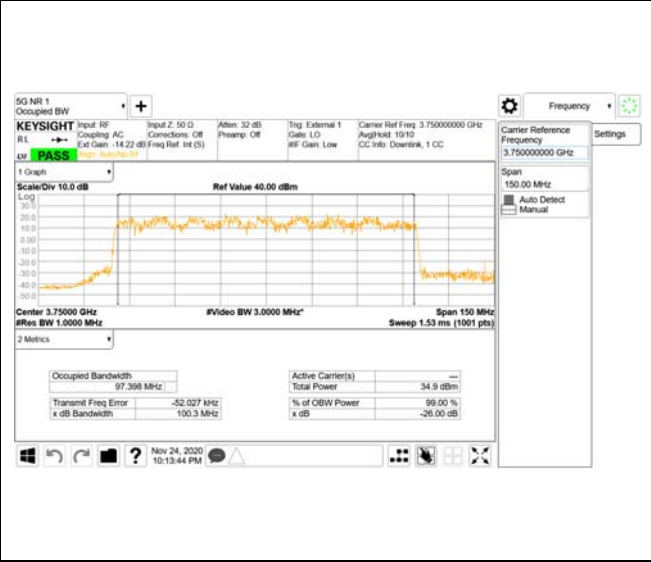 5G NR 1
Occupied BW
+
Frequency
KEYSIGHT
RL
PASS
Input: RF
Coupling: AC
Ext Gain: -14.22 dB
Align: Auto/No RF
Input Z: 50 Ω
Corrections: Off
Freq Ref: Int (S)
Atten: 32 dB
Preamp: Off
Trig: External 1
Gate: LO
#IF Gain: Low
Carrier Ref Freq: 3.750000000 GHz
Avg|Hold: 10/10
CC Info: Downlink, 1 CC
Carrier Reference
Frequency
3.750000000 GHz
Settings
Span
150.00 MHz
Auto Detect
Manual
1 Graph
Scale/Div 10.0 dB
Ref Value 40.00 dBm
Log
30.0
20.0
10.0
0.00
-10.0
-20.0
-30.0
-40.0
-50.0
Center 3.75000 GHz
#Video BW 3.0000 MHz*
Span 150 MHz
#Res BW 1.0000 MHz
Sweep 1.53 ms (1001 pts)
2 Metrics
Occupied Bandwidth
97.398 MHz
Transmit Freq Error -52.027 kHz
x dB Bandwidth 100.3 MHz
Active Carrier(s) —
Total Power 34.9 dBm
% of OBW Power 99.00 %
x dB -26.00 dB
?
Nov 24, 2020
10:13:44 PM